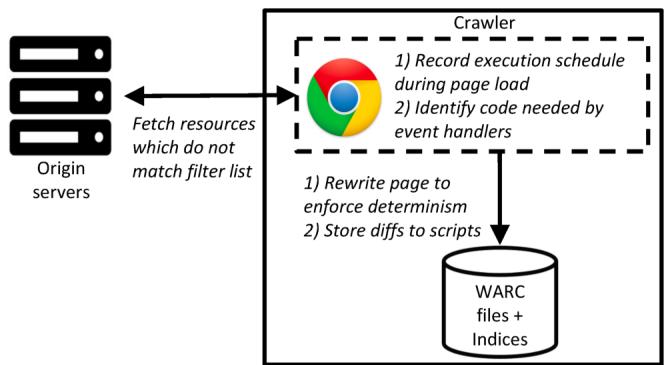 Crawler
1) Record execution schedule
during page load
2) Identify code needed by
event handlers
Fetch resources
which do not
match filter list
Origin
servers
1) Rewrite page to
enforce determinism
2) Store diffs to scripts
WARC
files +
Indices